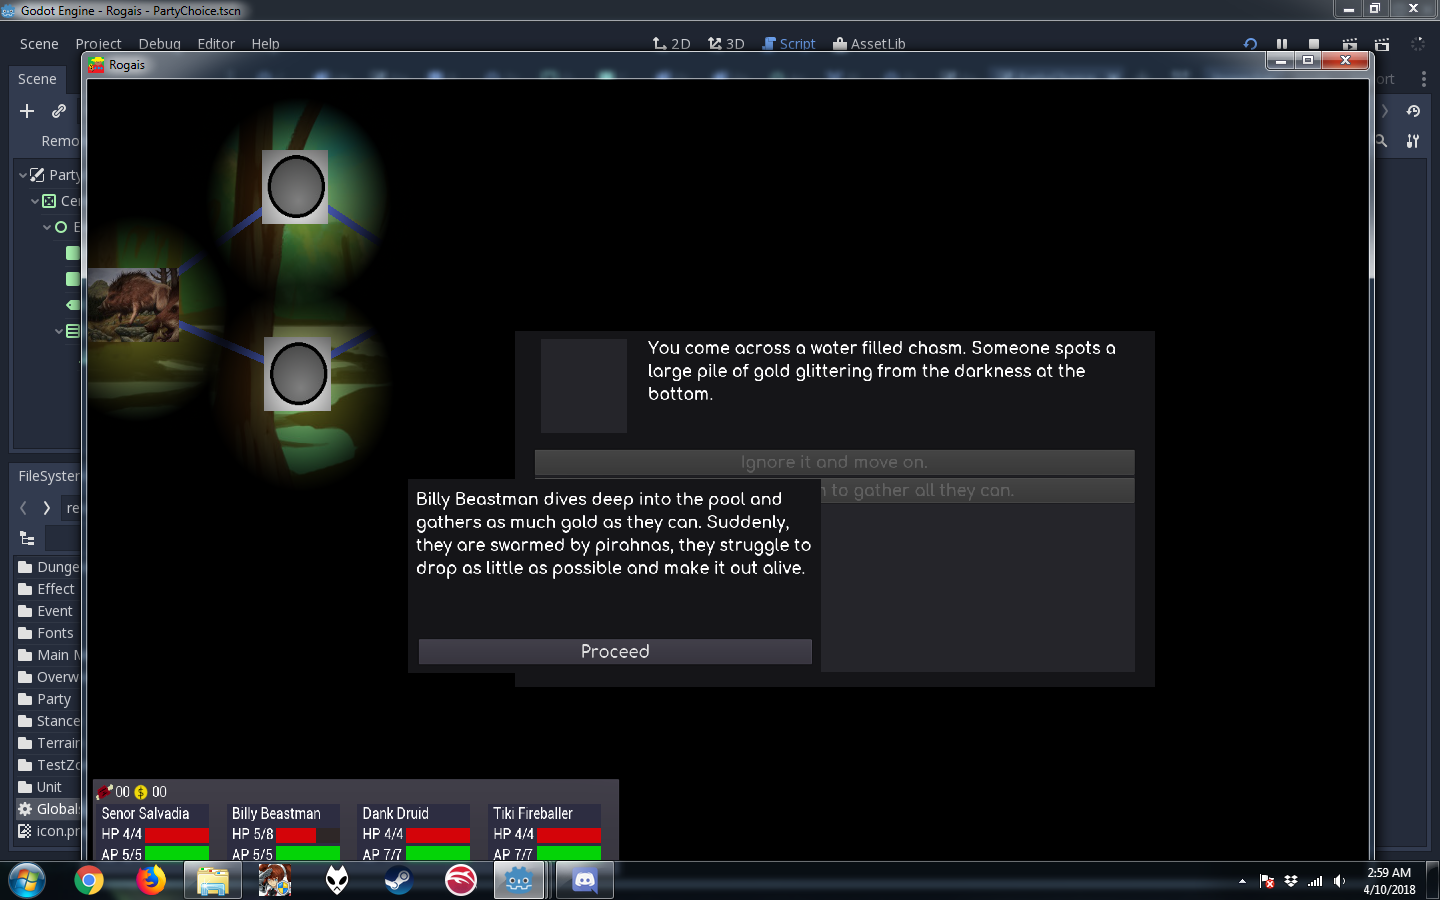 Godot Engine - Rogais - PartyChoice.tscn
Scene Project Debug Editor Help 2D 3D Script AssetLib
Rogais
Scene
ort
Remo
Party
Cer
E
You come across a water filled chasm. Someone spots a
large pile of gold glittering from the darkness at the
bottom.
Ignore it and move on.
n to gather all they can.
Billy Beastman dives deep into the pool and
gathers as much gold as they can. Suddenly,
they are swarmed by pirahnas, they struggle to
drop as little as possible and make it out alive.
Proceed
FileSystem
re
Dunge
Effect
Event
Fonts
Main M
Overw
Party
Stance
Terrain
TestZo
Unit
Global
icon.pn
00 00
Senor Salvadia Billy Beastman Dank Druid Tiki Fireballer
HP 4/4 HP 5/8 HP 4/4 HP 4/4
AP 5/5 AP 5/5 AP 7/7 AP 7/7
2:59 AM
4/10/2018